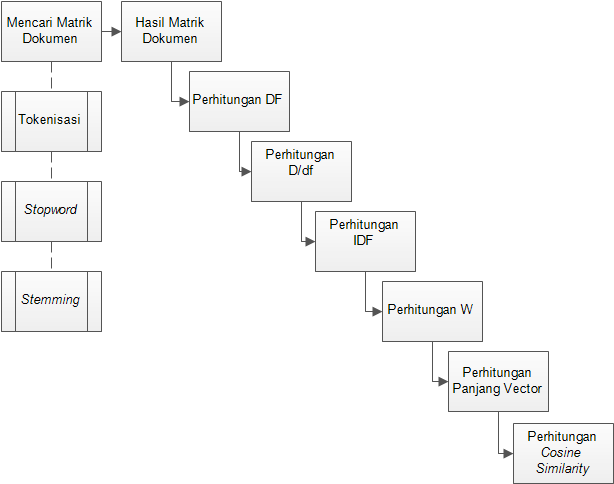 Mencari Matrik
Dokumen
Hasil Matrik
Dokumen
Tokenisasi
Stopword
Stemming
Perhitungan DF
Perhitungan
D/df
Perhitungan
IDF
Perhitungan W
Perhitungan
Panjang Vector
Perhitungan
Cosine
Similarity